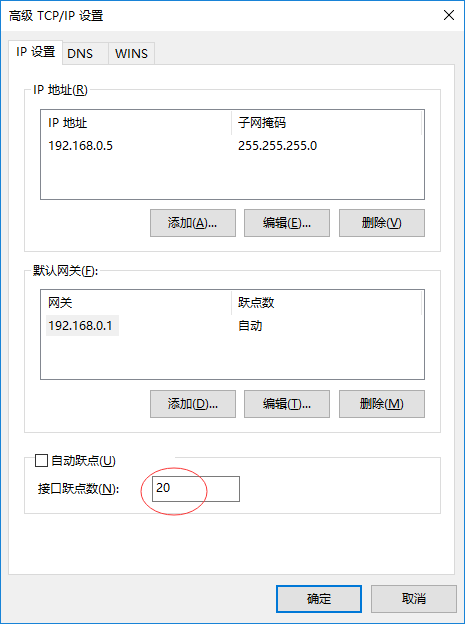 高级 TCP/IP 设置
IP 设置 DNS WINS
IP 地址(R)
IP 地址 子网掩码
192.168.0.5 255.255.255.0
添加(A)... 编辑(E)... 删除(V)
默认网关(F):
网关 跃点数
192.168.0.1 自动
添加(D)... 编辑(T)... 删除(M)
自动跃点(U)
接口跃点数(N): 20
确定 取消